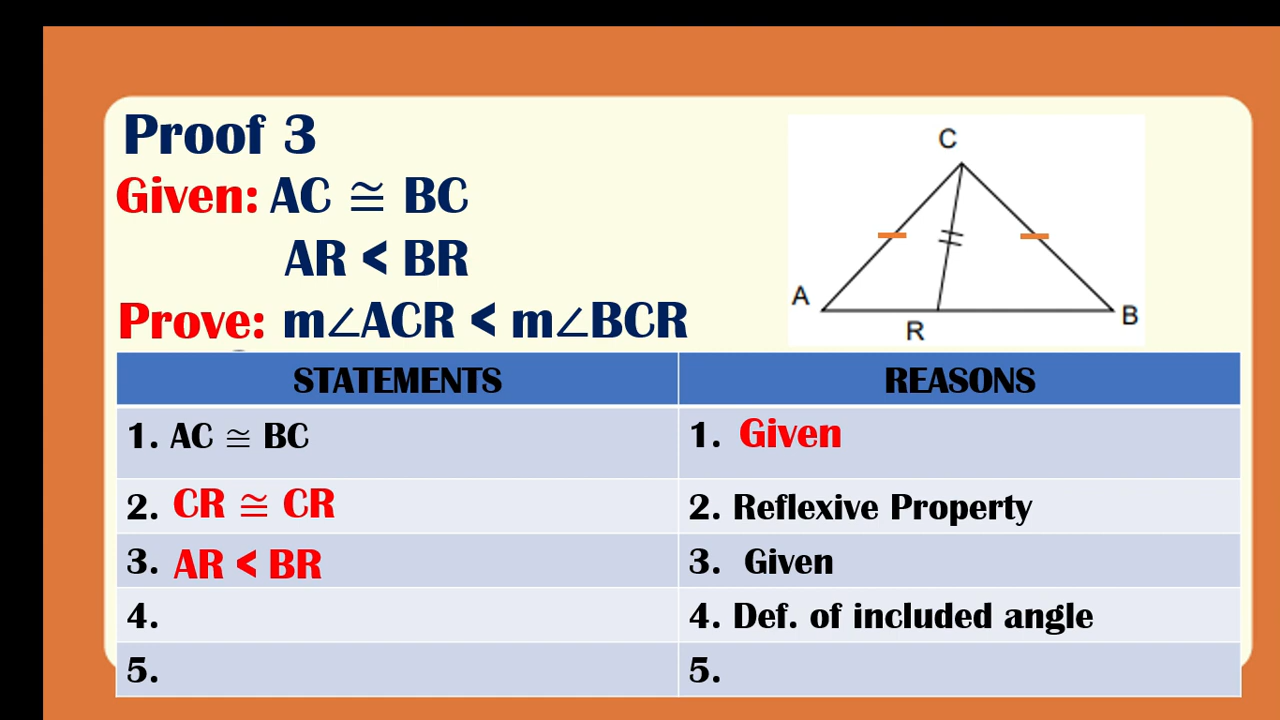 Proof 3
Given: AC ≅ BC
AR < BR
Prove: m∠ACR < m∠BCR
C
A
R
B
STATEMENTS
REASONS
1. AC ≅ BC
1. Given
2. CR ≅ CR
2. Reflexive Property
3. AR < BR
3. Given
4.
4. Def. of included angle
5.
5.